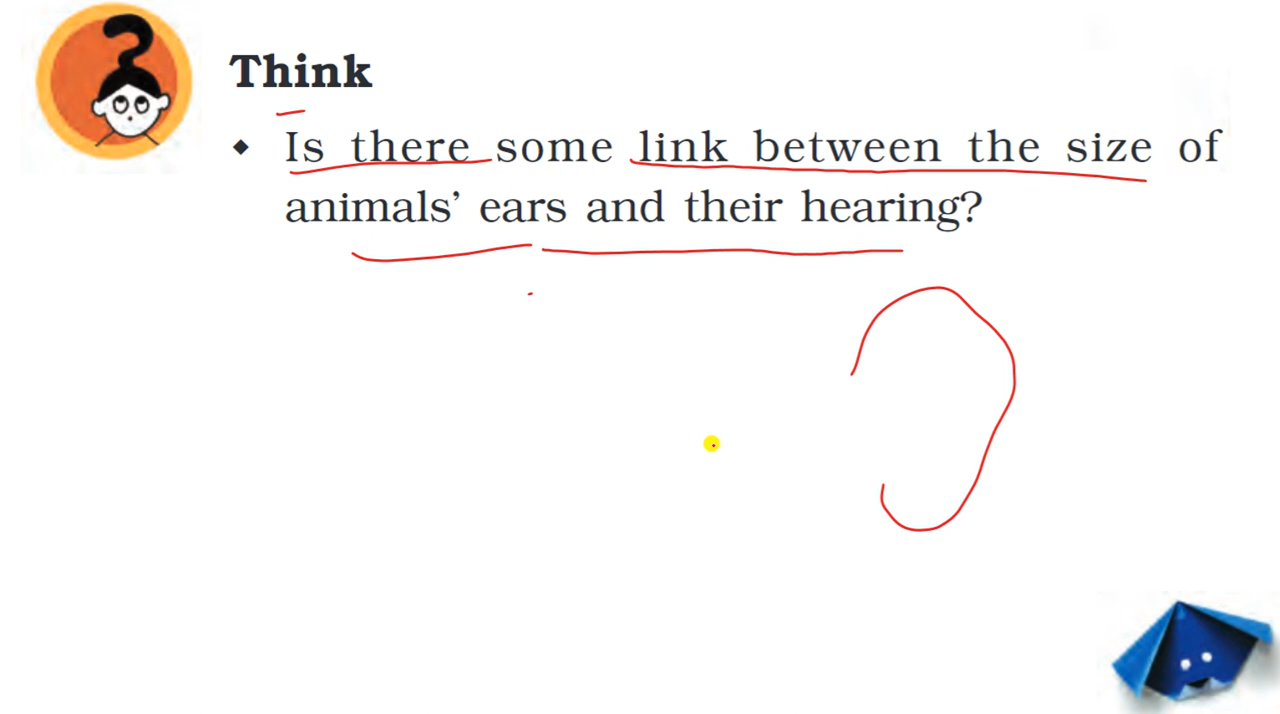 Think
◆ Is there some link between the size of
animals’ ears and their hearing?